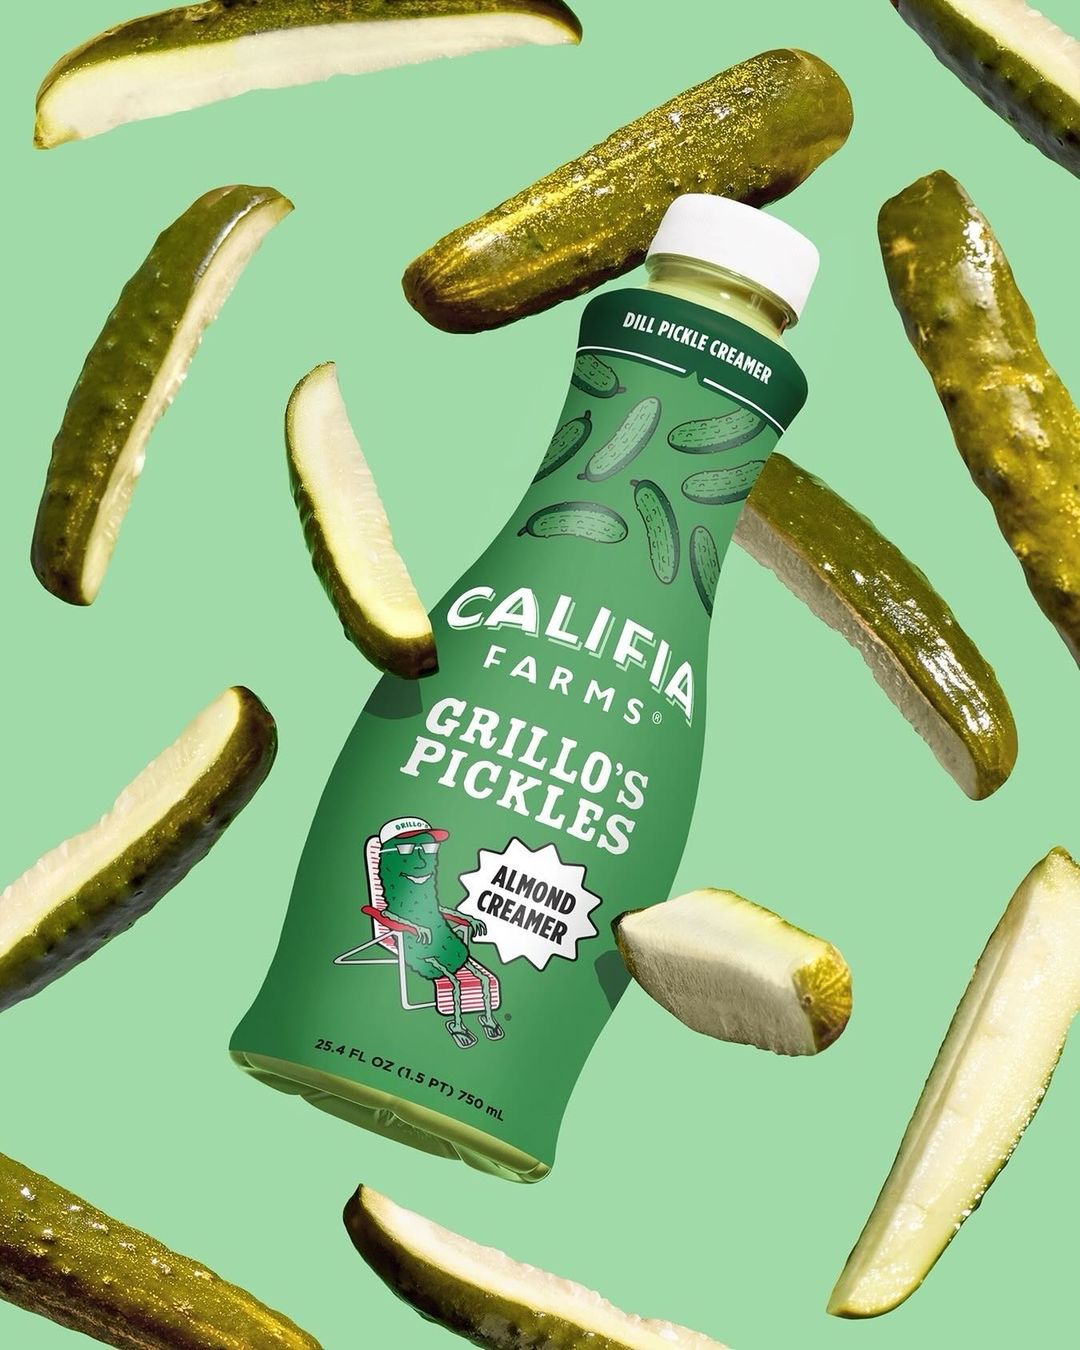 DILL PICKLE CREAMER
CALIFIA
FARMS®
GRILLO'S
PICKLES
GRILLO'S
ALMOND
CREAMER
25.4 FL OZ (1.5 PT) 750 mL